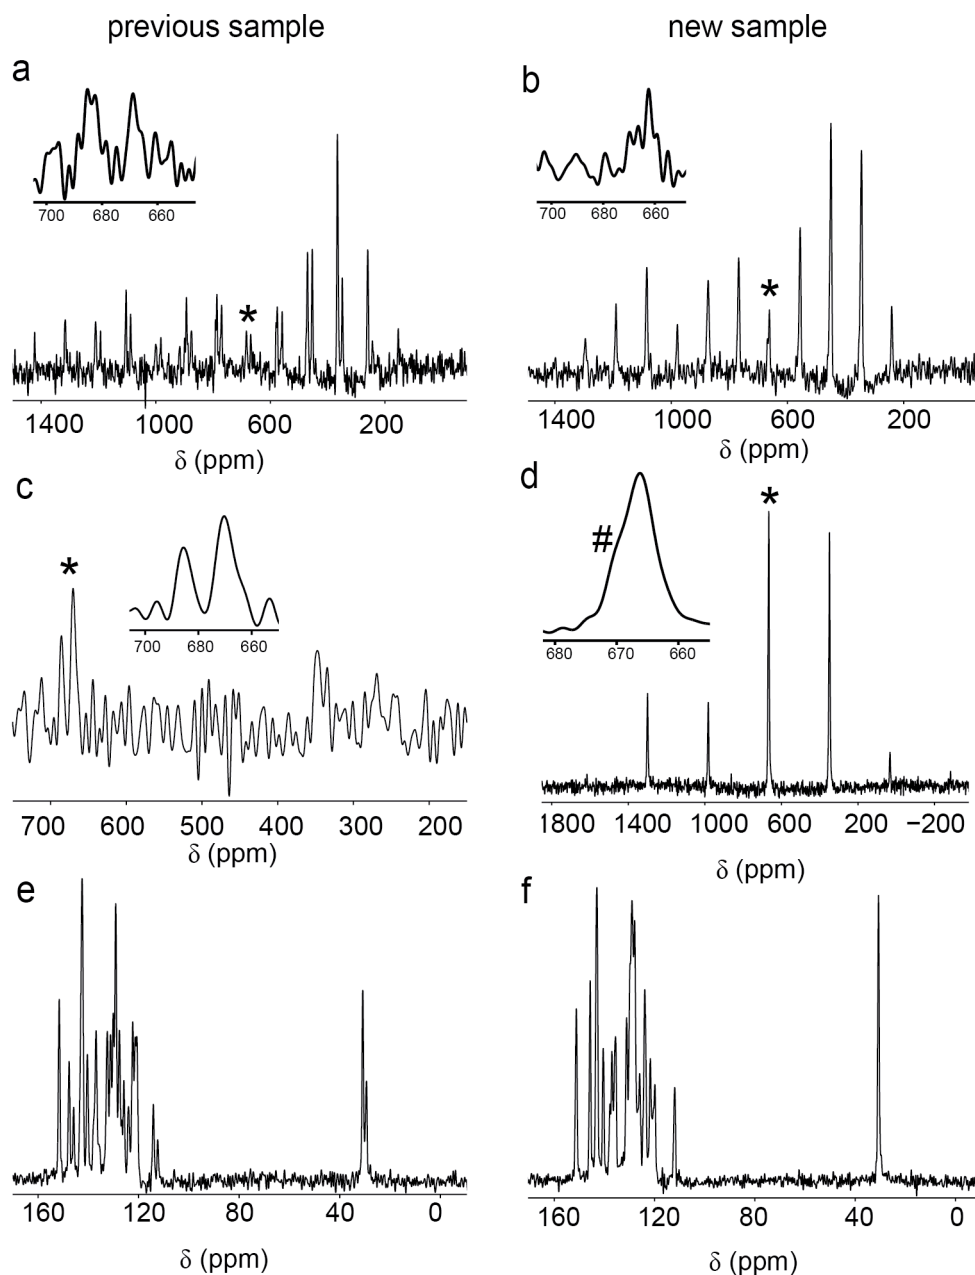 previous sample
new sample
a
b
700 680 660
700 680 660
*
*
1400 1000 600 200
1400 1000 600 200
δ (ppm)
δ (ppm)
c
d
*
*
#
700 680 660
680 670 660
700 600 500 400 300 200
1800 1400 1000 600 200 −200
δ (ppm)
δ (ppm)
e
f
160 120 80 40 0
160 120 80 40 0
δ (ppm)
δ (ppm)